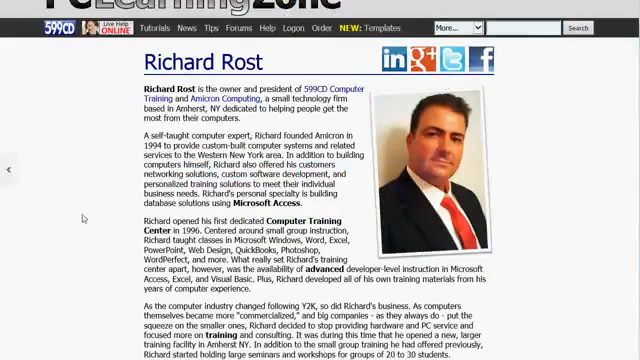 PCLearningZone
599CD Live Help ONLINE Tutorials News Tips Forums Help Logon Order NEW: Templates More... Search
Richard Rost
Richard Rost is the owner and president of 599CD Computer
Training and Amicron Computing, a small technology firm
based in Amherst, NY dedicated to helping people get the
most from their computers.
A self-taught computer expert, Richard founded Amicron in
1994 to provide custom-built computer systems and related
services to the Western New York area. In addition to building
computers himself, Richard also offered his customers
networking solutions, custom software development, and
personalized training solutions to meet their individual
business needs. Richard's personal specialty is building
database solutions using Microsoft Access.
Richard opened his first dedicated Computer Training
Center in 1996. Centered around small group instruction,
Richard taught classes in Microsoft Windows, Word, Excel,
PowerPoint, Web Design, QuickBooks, Photoshop,
WordPerfect, and more. What really set Richard's training
center apart, however, was the availability of advanced developer-level instruction in Microsoft
Access, Excel, and Visual Basic. Plus, Richard developed all of his own training materials from his
years of computer experience.
As the computer industry changed following Y2K, so did Richard's business. As computers
themselves became more "commercialized," and big companies - as they always do - put the
squeeze on the smaller ones, Richard decided to stop providing hardware and PC service and
focused more on training and consulting. It was during this time that he opened a new, larger
training facility in Amherst NY. In addition to the small group training he had offered previously,
Richard started holding large seminars and workshops for groups of 20 to 30 students.